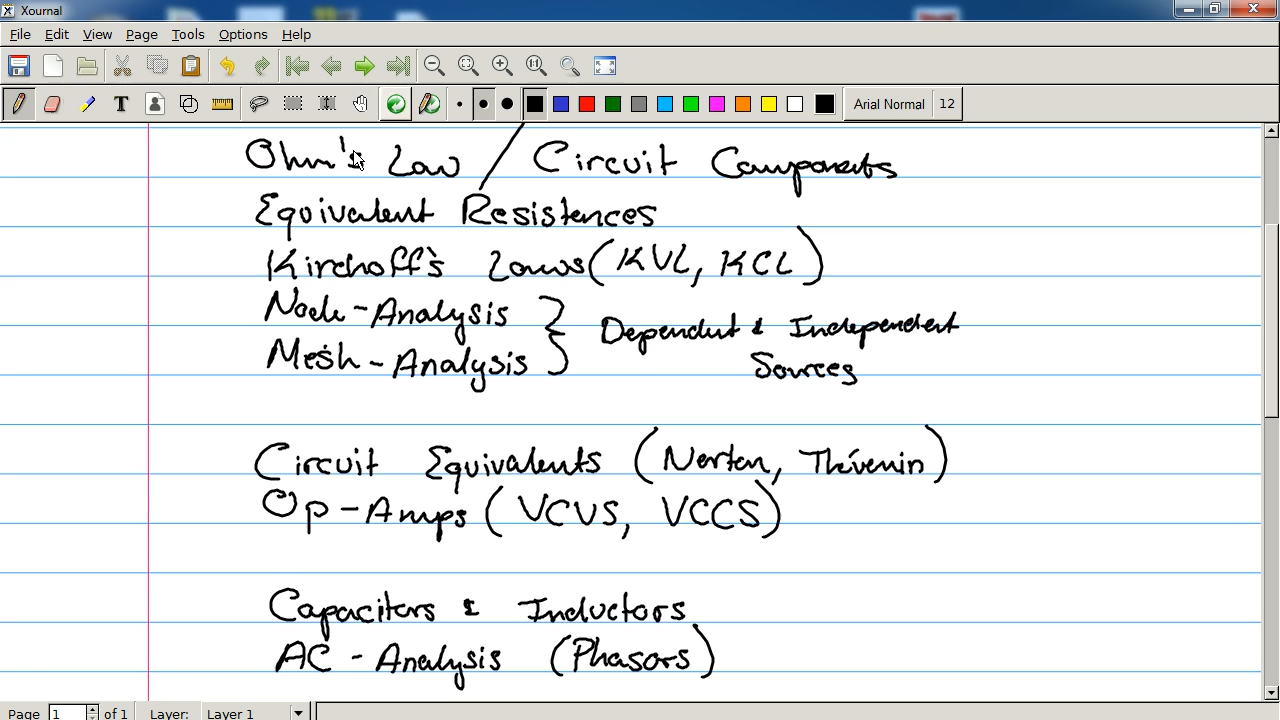 Xournal
File Edit View Page Tools Options Help
Arial Normal 12
Ohm's Law / Circuit Components
Equivalent Resistences
Kirchoff's Laws (KVL, KCL)
Node-Analysis
Mesh-Analysis
} Dependent & Independent
Sources
Circuit Equivalents (Norton, Thévenin)
Op-Amps (VCVS, VCCS)
Capacitors & Inductors
AC-Analysis (Phasors)
Page 1 of 1 Layer: Layer 1